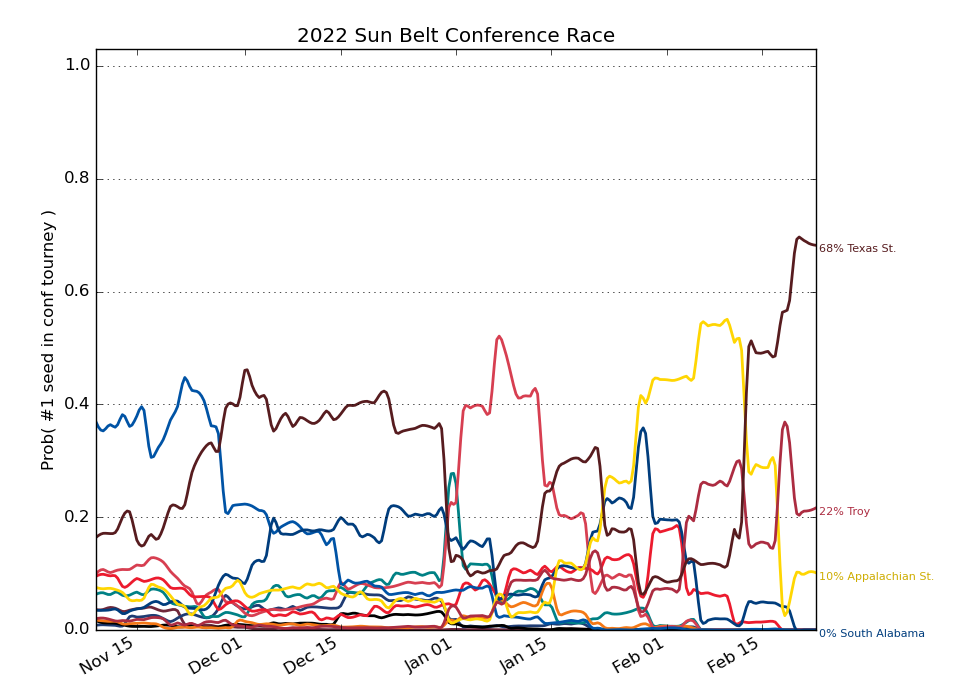 2022 Sun Belt Conference Race
Prob( #1 seed in conf tourney )
1.0
0.8
0.6
0.4
0.2
0.0
68% Texas St.
22% Troy
10% Appalachian St.
0% South Alabama
Nov 15
Dec 01
Dec 15
Jan 01
Jan 15
Feb 01
Feb 15